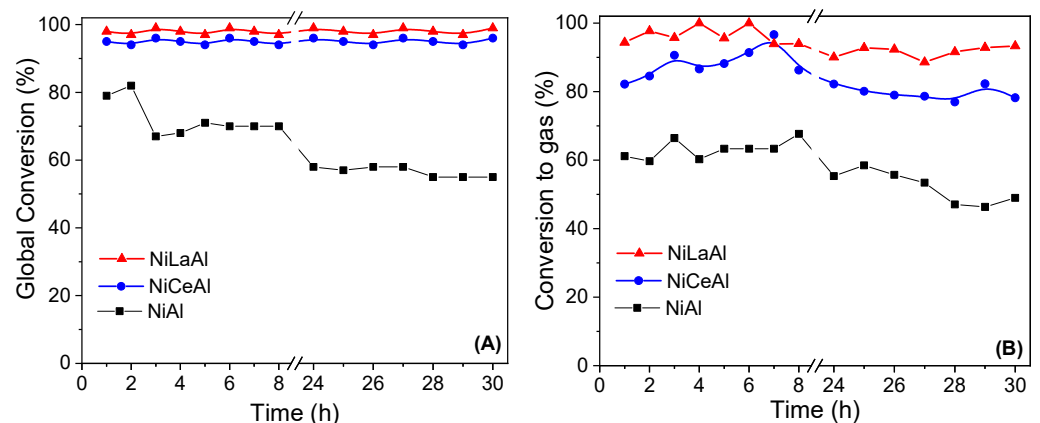 Global Conversion (%)
100
80
60
40
20
0
NiLaAl
NiCeAl
NiAl
(A)
0 2 4 6 8 24 26 28 30
Time (h)
Conversion to gas (%)
100
80
60
40
20
0
NiLaAl
NiCeAl
NiAl
(B)
0 2 4 6 8 24 26 28 30
Time (h)